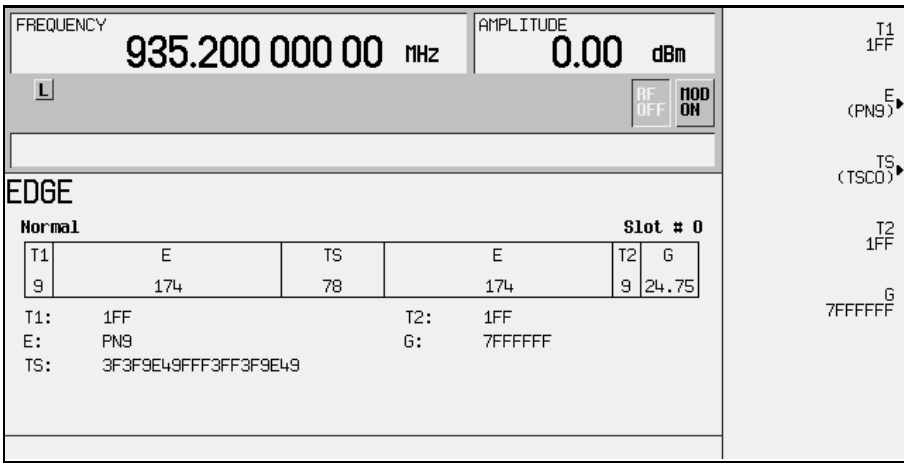 FREQUENCY
935.200 000 00 MHz
AMPLITUDE
0.00 dBm
L
RF OFF
MOD ON
EDGE
Normal
Slot # 0
T1 E TS E T2 G
9 174 78 174 9 24.75
T1: 1FF T2: 1FF
E: PN9 G: 7FFFFFF
TS: 3F3F9E49FFF3FF3F9E49
T1
1FF
E
(PN9)
TS
(TSC0)
T2
1FF
G
7FFFFFF